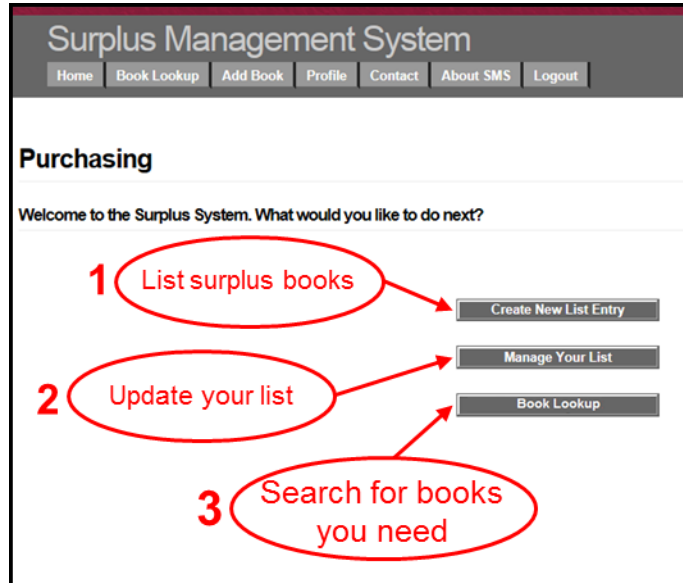 Surplus Management System
Home Book Lookup Add Book Profile Contact About SMS Logout
Purchasing
Welcome to the Surplus System. What would you like to do next?
1 List surplus books
Create New List Entry
Manage Your List
2 Update your list
Book Lookup
3 Search for books
you need